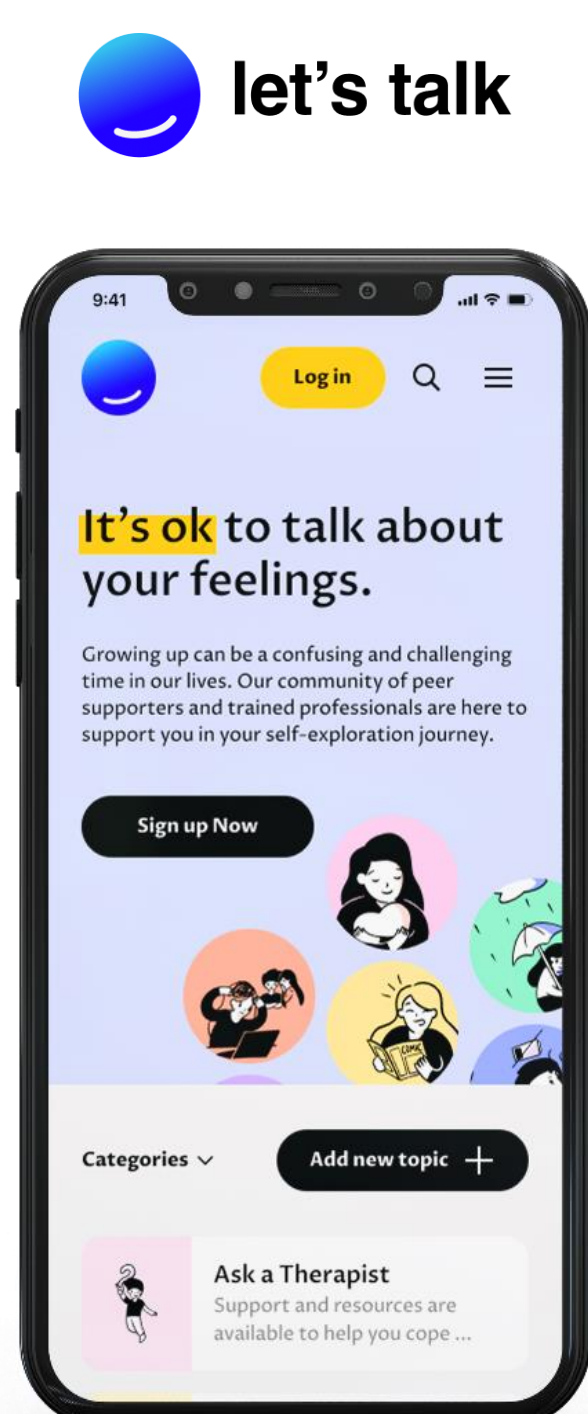 let’s talk
9:41
Log in
It’s ok to talk about
your feelings.
Growing up can be a confusing and challenging
time in our lives. Our community of peer
supporters and trained professionals are here to
support you in your self-exploration journey.
Sign up Now
COMIC
Categories
Add new topic
Ask a Therapist
Support and resources are
available to help you cope ...